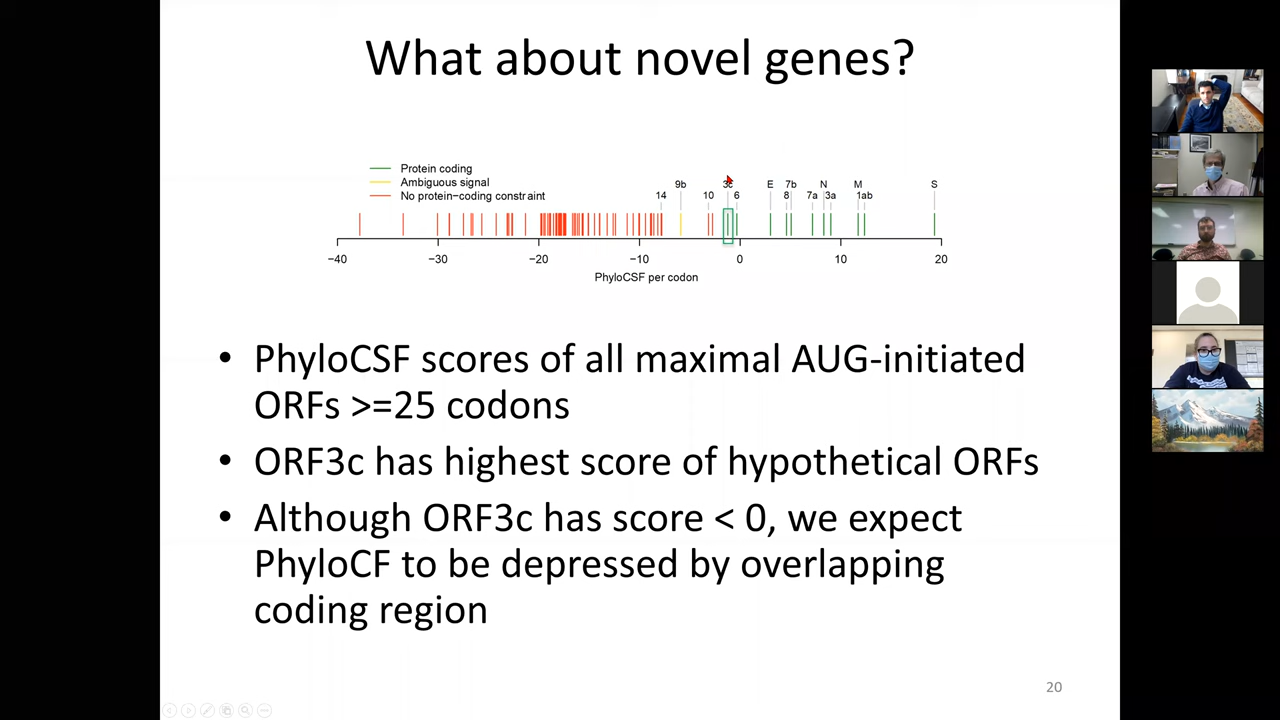 What about novel genes?
Protein coding
Ambiguous signal
No protein−coding constraint
9b 3c E 7b N M S
14 10 6 8 7a 3a 1ab
−40 −30 −20 −10 0 10 20
PhyloCSF per codon
• PhyloCSF scores of all maximal AUG-initiated
ORFs >=25 codons
• ORF3c has highest score of hypothetical ORFs
• Although ORF3c has score < 0, we expect
PhyloCF to be depressed by overlapping
coding region
20